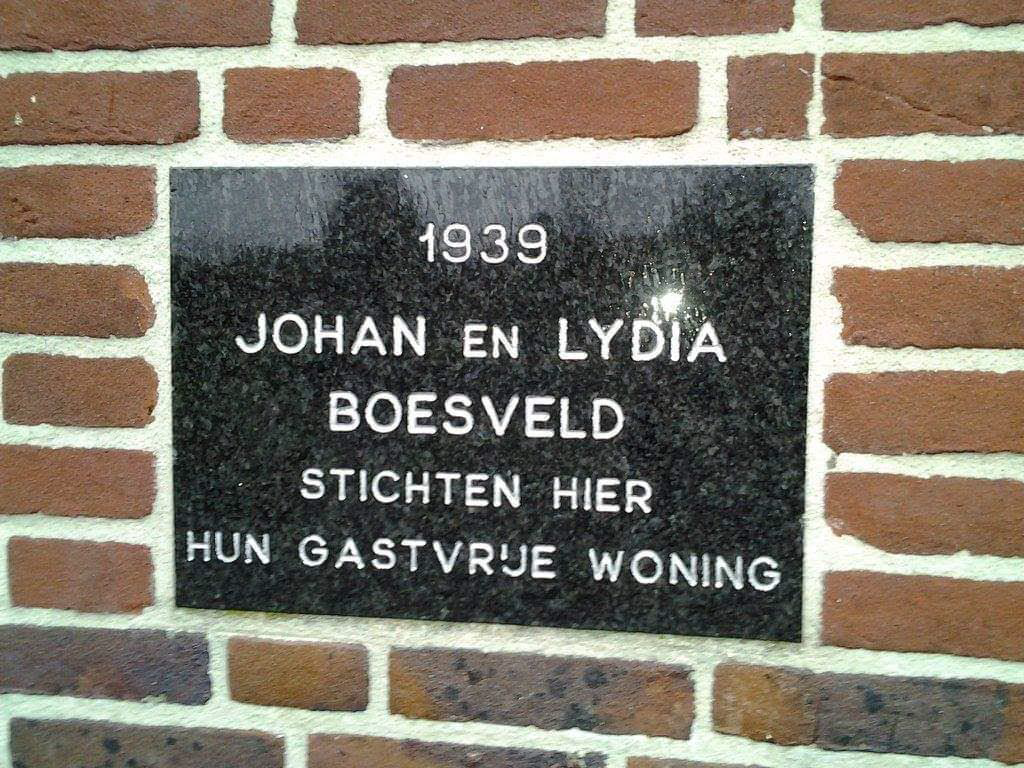 1939
JOHAN EN LYDIA
BOESVELD
STICHTEN HIER
HUN GASTVRIJE WONING